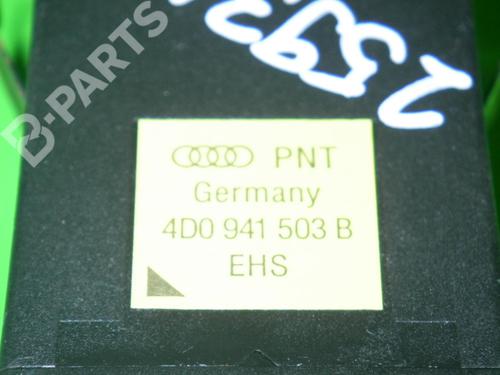 B-PARTS
PNT
Germany
4D0 941 503 B
EHS